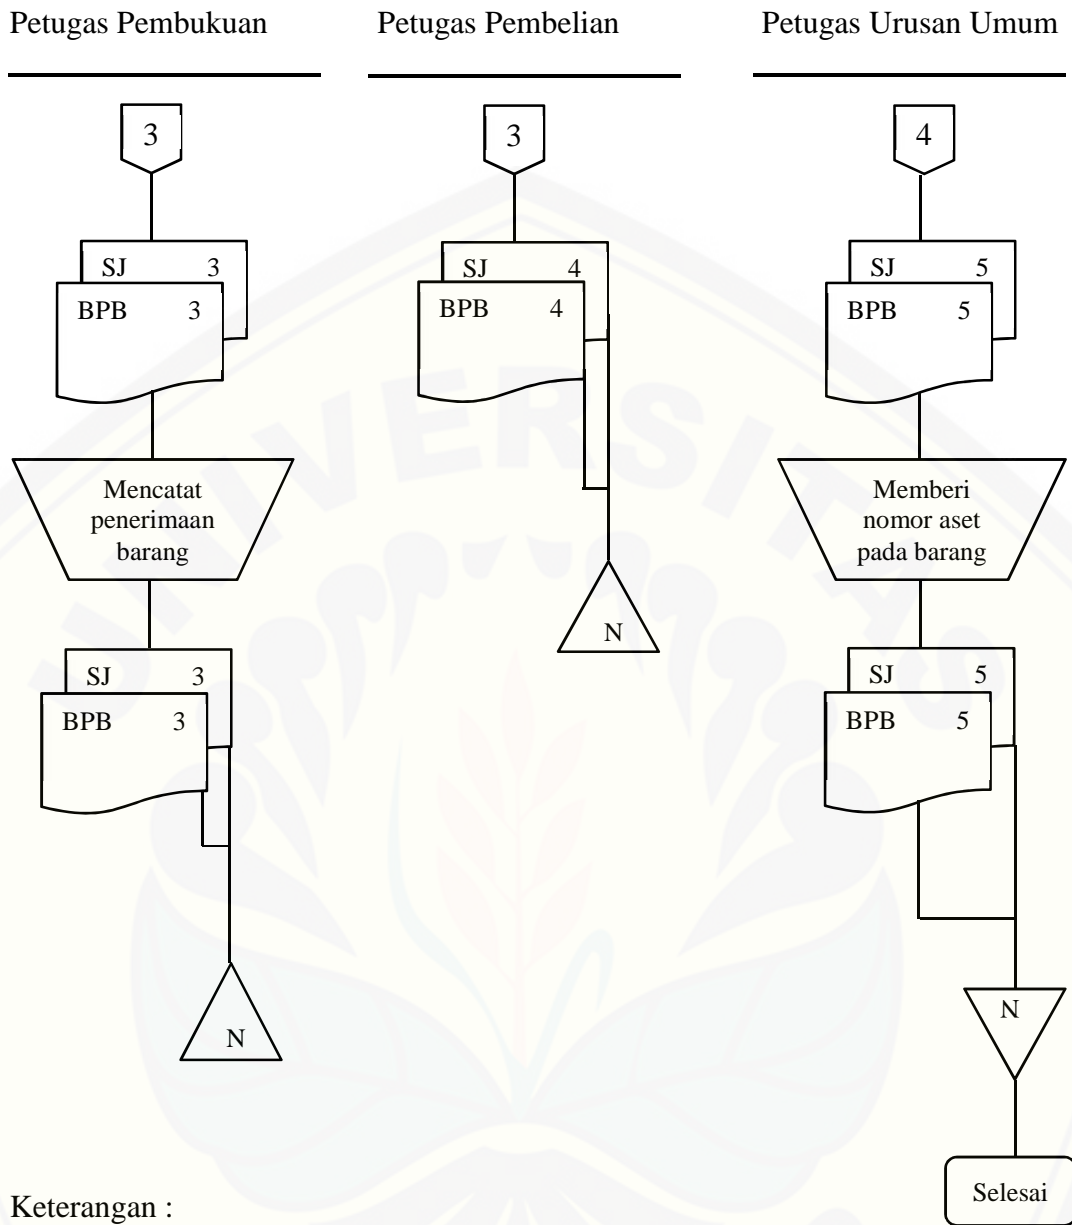 Petugas Pembukuan
Petugas Pembelian
Petugas Urusan Umum
3
3
4
SJ 3
BPB 3
SJ 4
BPB 4
SJ 5
BPB 5
Mencatat
penerimaan
barang
Memberi
nomor aset
pada barang
N
SJ 3
BPB 3
SJ 5
BPB 5
N
N
Selesai
Keterangan :
UNIVERSITAS